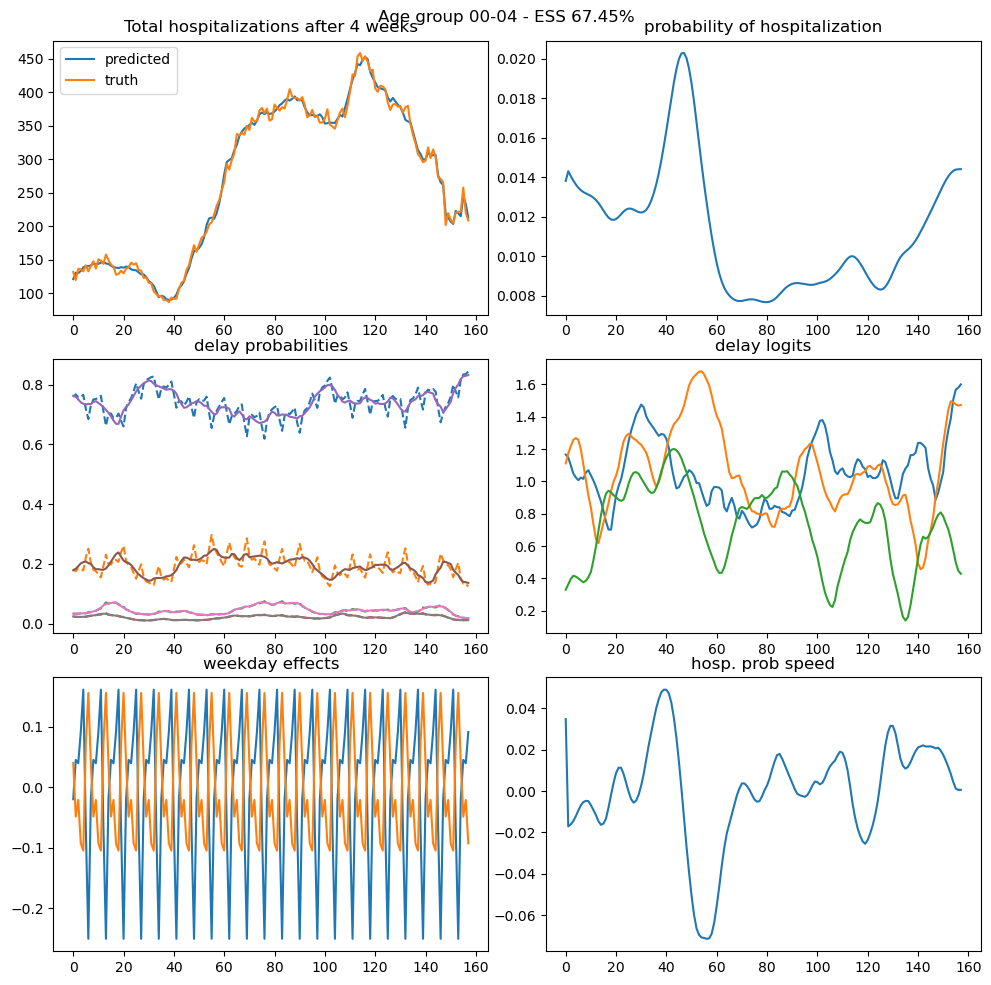 Age group 00-04 - ESS 67.45%
Total hospitalizations after 4 weeks
predicted
truth
450
400
350
300
250
200
150
100
0 20 40 60 80 100 120 140 160
probability of hospitalization
0.020
0.018
0.016
0.014
0.012
0.010
0.008
0 20 40 60 80 100 120 140 160
delay probabilities
0.8
0.6
0.4
0.2
0.0
0 20 40 60 80 100 120 140 160
delay logits
1.6
1.4
1.2
1.0
0.8
0.6
0.4
0.2
0 20 40 60 80 100 120 140 160
weekday effects
0.1
0.0
−0.1
−0.2
0 20 40 60 80 100 120 140 160
hosp. prob speed
0.04
0.02
0.00
−0.02
−0.04
−0.06
0 20 40 60 80 100 120 140 160